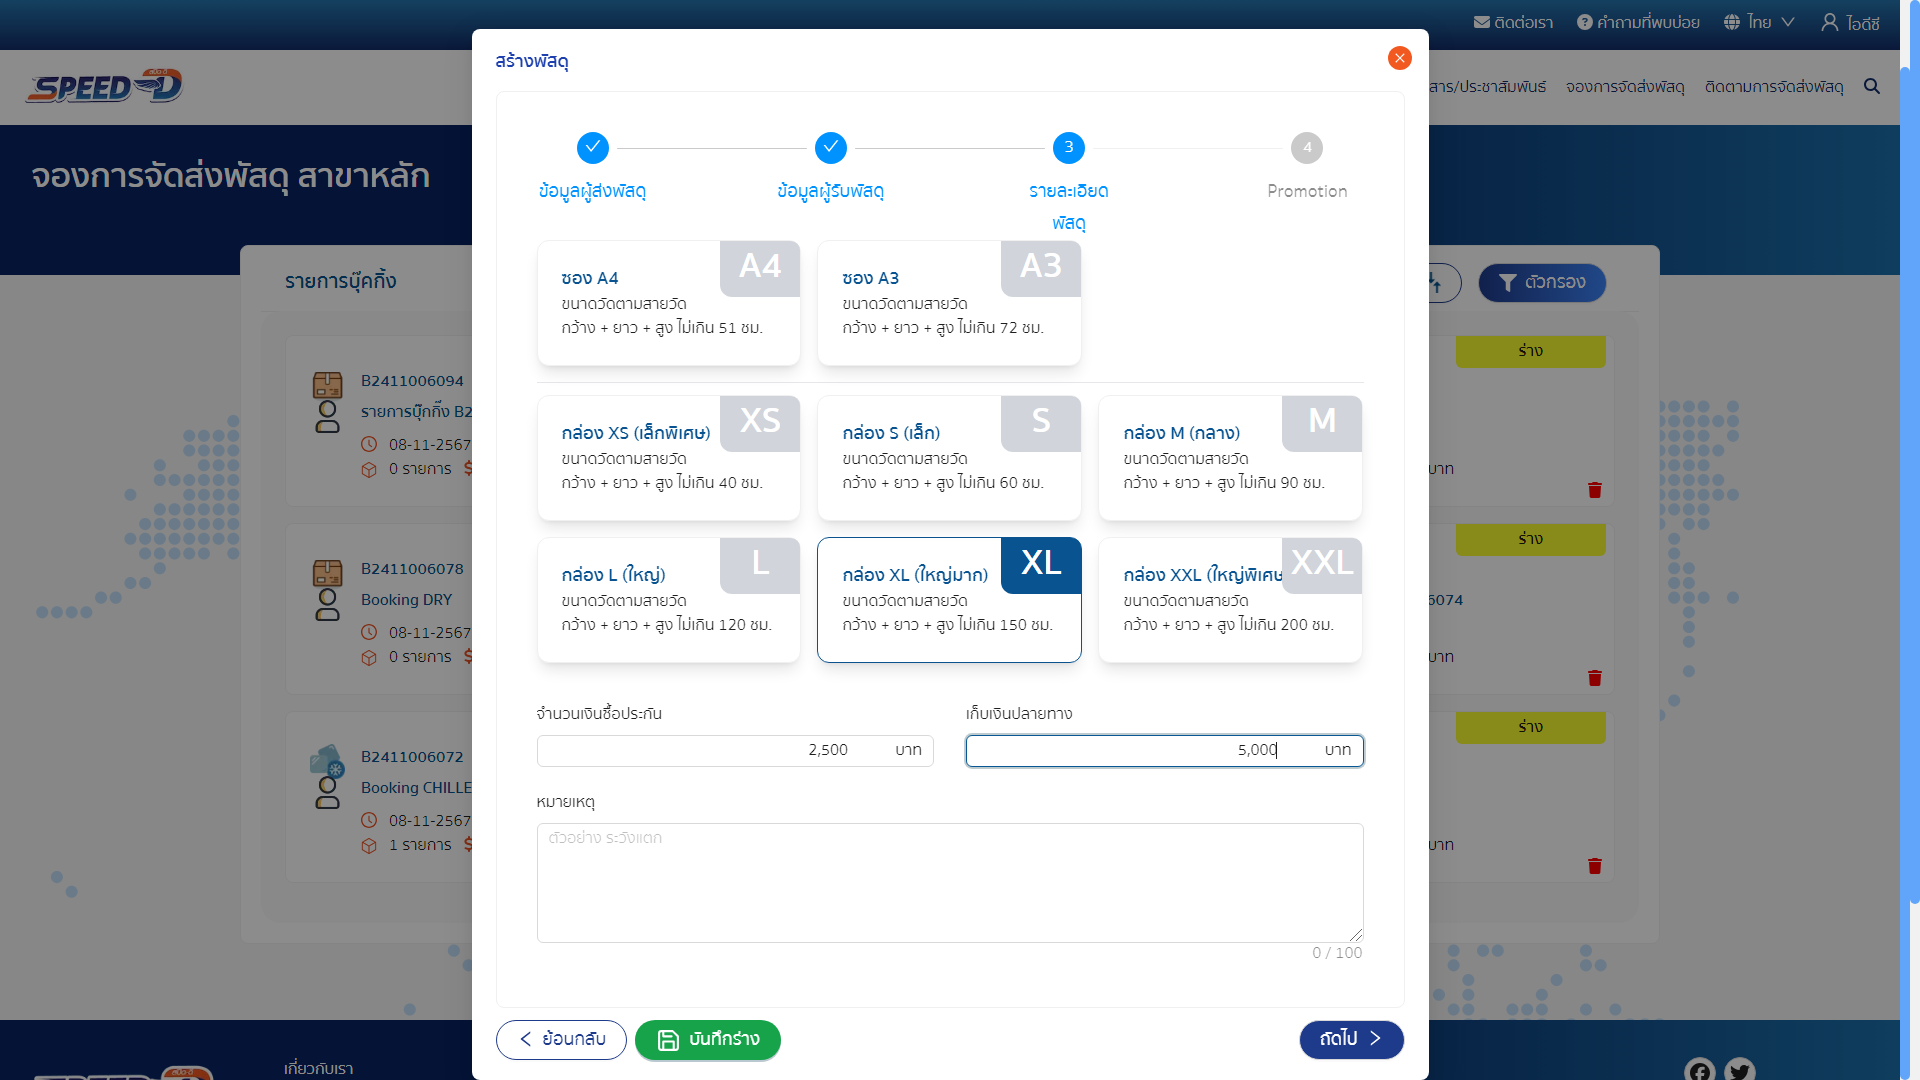 ติดต่อเรา
คำถามที่พบบ่อย
ไทย
ไอดีซี
สปีด-ดี
SPEED-D
สาร/ประชาสัมพันธ์
จองการจัดส่งพัสดุ
ติดตามการจัดส่งพัสดุ
จองการจัดส่งพัสดุ สาขาหลัก
รายการบุ๊คกิ้ง
ตัวกรอง
B2411006094
รายการบุ๊กกิ๊ง B2
08-11-2567
0 รายการ $
ร่าง
บาท
B2411006078
Booking DRY
08-11-2567
0 รายการ $
ร่าง
6074
บาท
B2411006072
Booking CHILLE
08-11-2567
1 รายการ $
ร่าง
บาท
สร้างพัสดุ
3
4
ข้อมูลผู้ส่งพัสดุ
ข้อมูลผู้รับพัสดุ
รายละเอียด
พัสดุ
Promotion
A4
ซอง A4
ขนาดวัดตามสายวัด
กว้าง + ยาว + สูง ไม่เกิน 51 ซม.
A3
ซอง A3
ขนาดวัดตามสายวัด
กว้าง + ยาว + สูง ไม่เกิน 72 ซม.
XS
กล่อง XS (เล็กพิเศษ)
ขนาดวัดตามสายวัด
กว้าง + ยาว + สูง ไม่เกิน 40 ซม.
S
กล่อง S (เล็ก)
ขนาดวัดตามสายวัด
กว้าง + ยาว + สูง ไม่เกิน 60 ซม.
M
กล่อง M (กลาง)
ขนาดวัดตามสายวัด
กว้าง + ยาว + สูง ไม่เกิน 90 ซม.
L
กล่อง L (ใหญ่)
ขนาดวัดตามสายวัด
กว้าง + ยาว + สูง ไม่เกิน 120 ซม.
XL
กล่อง XL (ใหญ่มาก)
ขนาดวัดตามสายวัด
กว้าง + ยาว + สูง ไม่เกิน 150 ซม.
XXL
กล่อง XXL (ใหญ่พิเศษ
ขนาดวัดตามสายวัด
กว้าง + ยาว + สูง ไม่เกิน 200 ซม.
จำนวนเงินซื้อประกัน
2,500 บาท
เก็บเงินปลายทาง
5,000 บาท
หมายเหตุ
ตัวอย่าง ระวังแตก
0 / 100
ย้อนกลับ
บันทึกร่าง
ถัดไป
เกี่ยวกับเรา